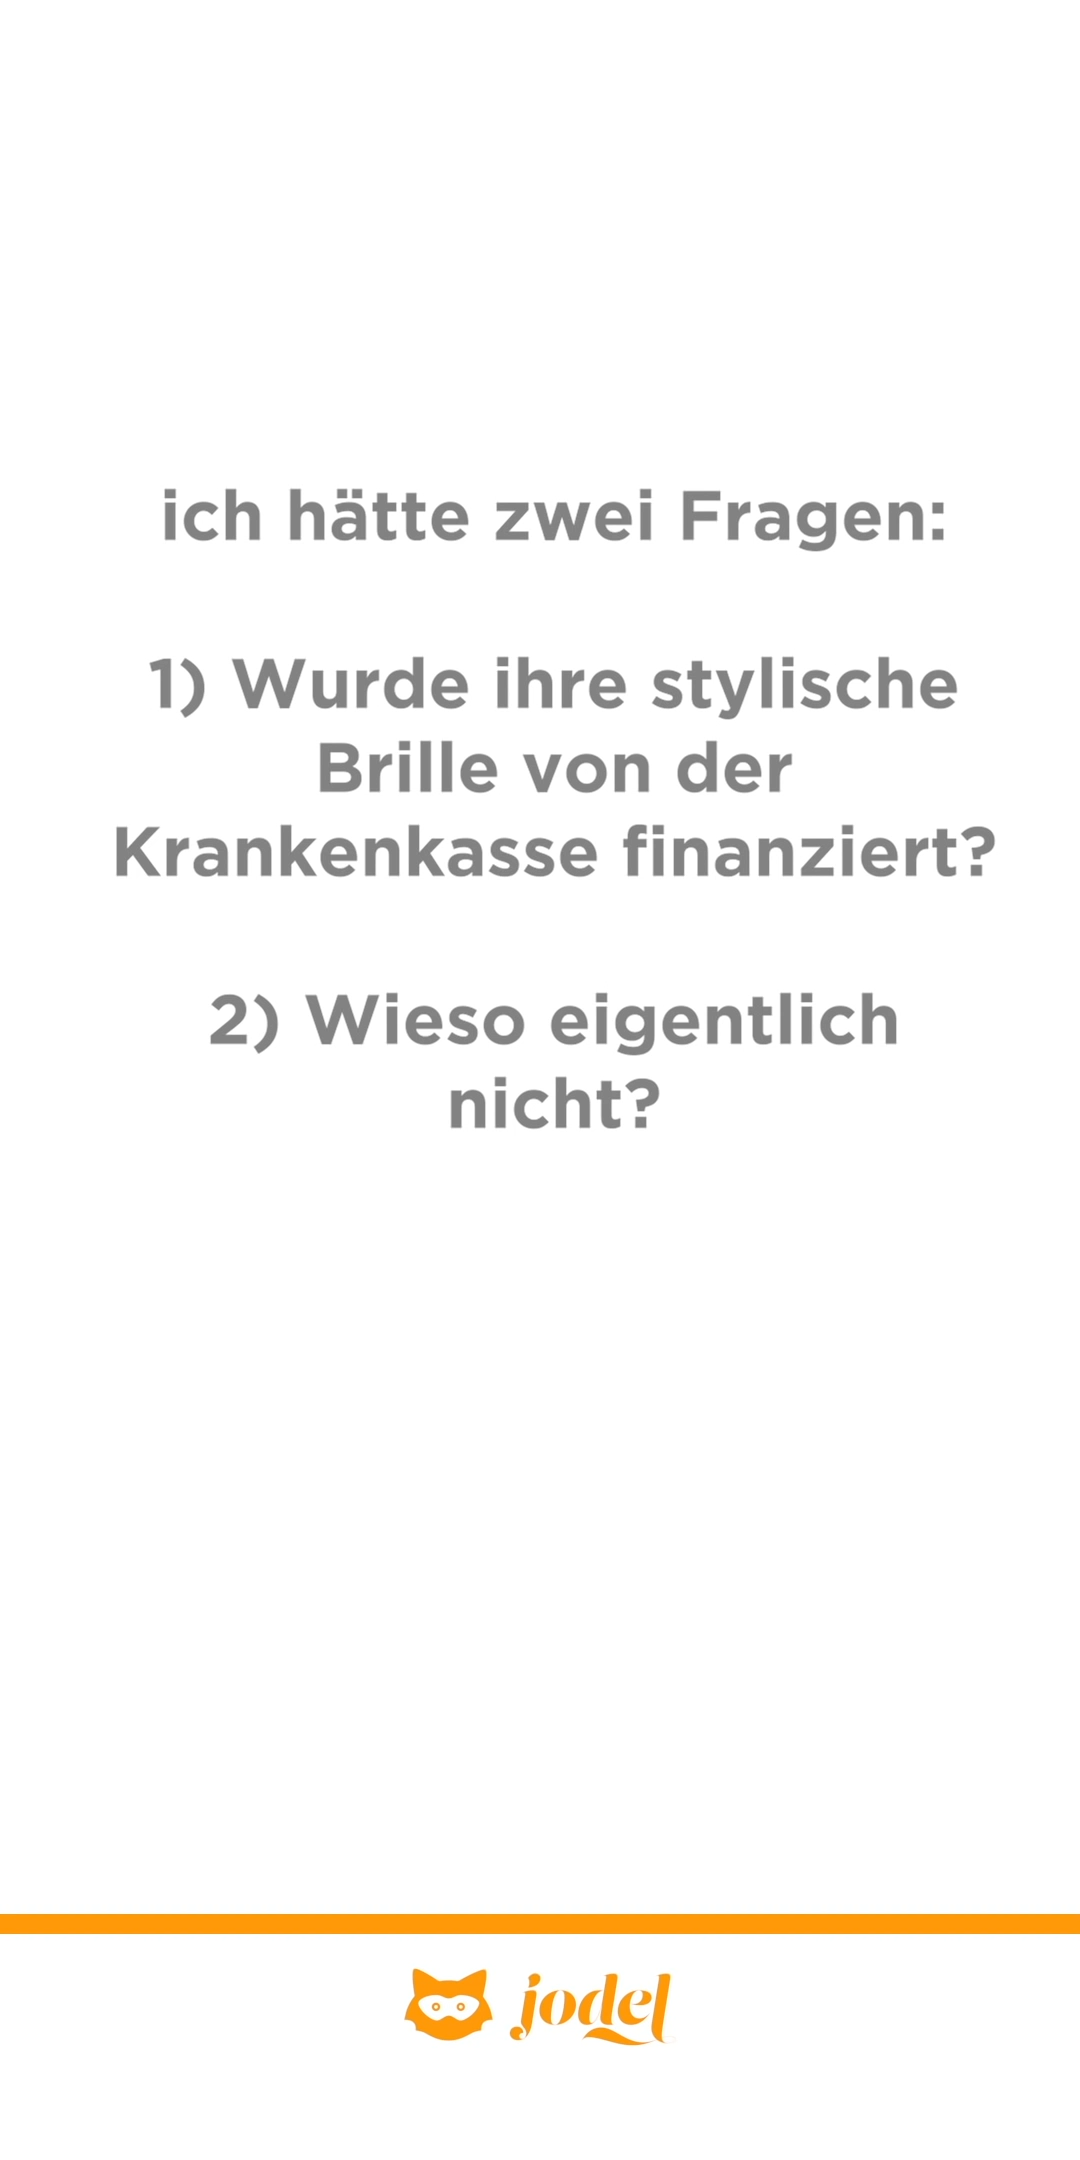 ich hätte zwei Fragen:
1) Wurde ihre stylische
Brille von der
Krankenkasse finanziert?
2) Wieso eigentlich
nicht?
jodel